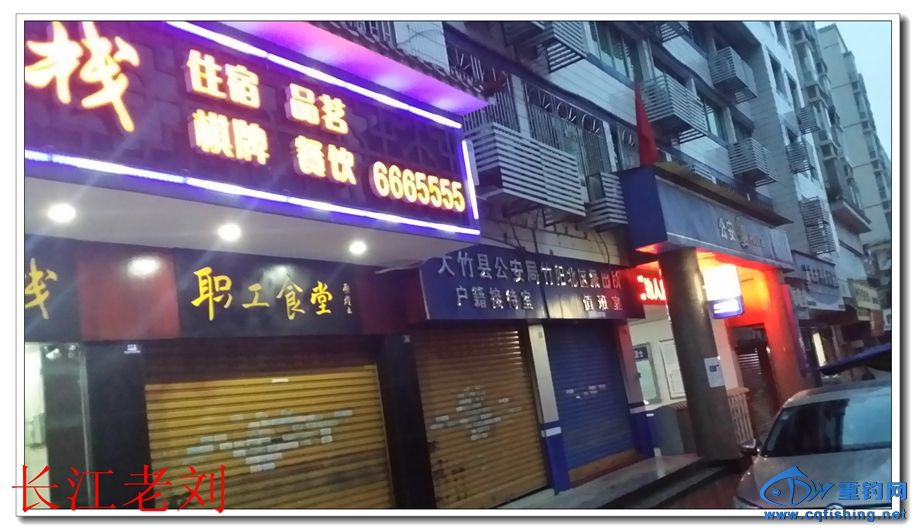 栈
住宿 品茗
棋牌 餐饮 6665555
栈
职工食堂
大竹县公安局竹阳北区派出所
户籍接待室
值班室
公安
长江老刘
重钓网
www.cqfishing.net